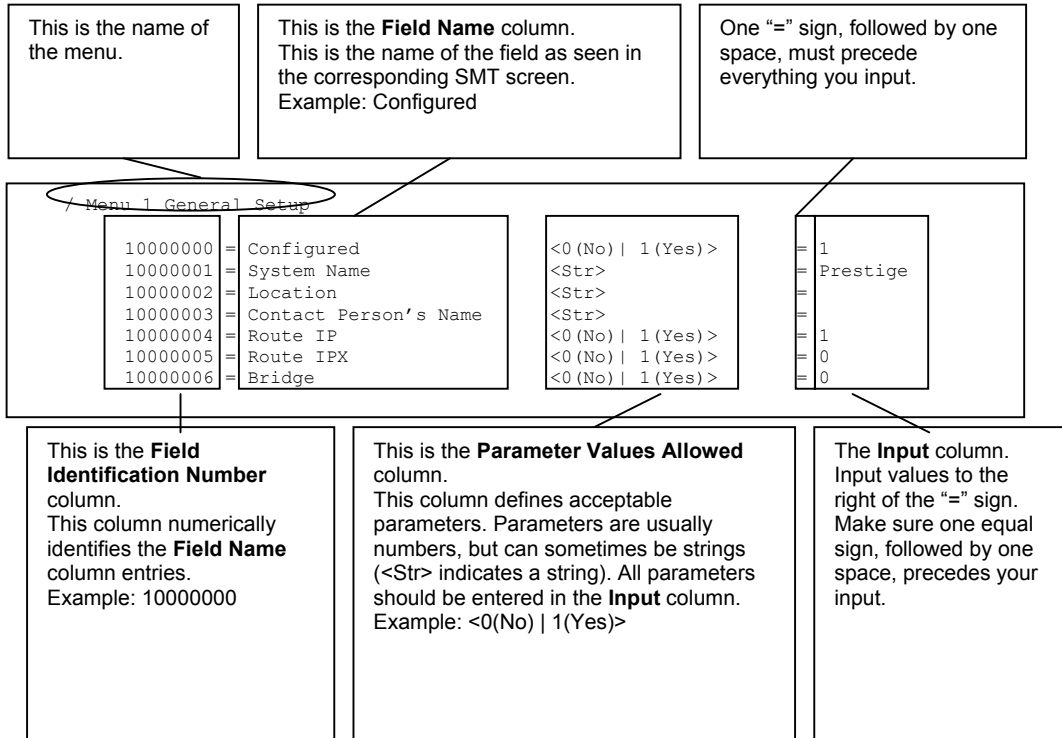 This is the name of
the menu.
This is the Field Name column.
This is the name of the field as seen in
the corresponding SMT screen.
Example: Configured
One “=” sign, followed by one
space, must precede
everything you input.
/ Menu 1 General Setup
10000000 = Configured <0(No)| 1(Yes)> = 1
10000001 = System Name <Str> = Prestige
10000002 = Location <Str> =
10000003 = Contact Person’s Name <Str> =
10000004 = Route IP <0(No)| 1(Yes)> = 1
10000005 = Route IPX <0(No)| 1(Yes)> = 0
10000006 = Bridge <0(No)| 1(Yes)> = 0
This is the Field
Identification Number
column.
This column numerically
identifies the Field Name
column entries.
Example: 10000000
This is the Parameter Values Allowed
column.
This column defines acceptable
parameters. Parameters are usually
numbers, but can sometimes be strings
(<Str> indicates a string). All parameters
should be entered in the Input column.
Example: <0(No) | 1(Yes)>
The Input column.
Input values to the
right of the “=” sign.
Make sure one equal
sign, followed by one
space, precedes your
input.